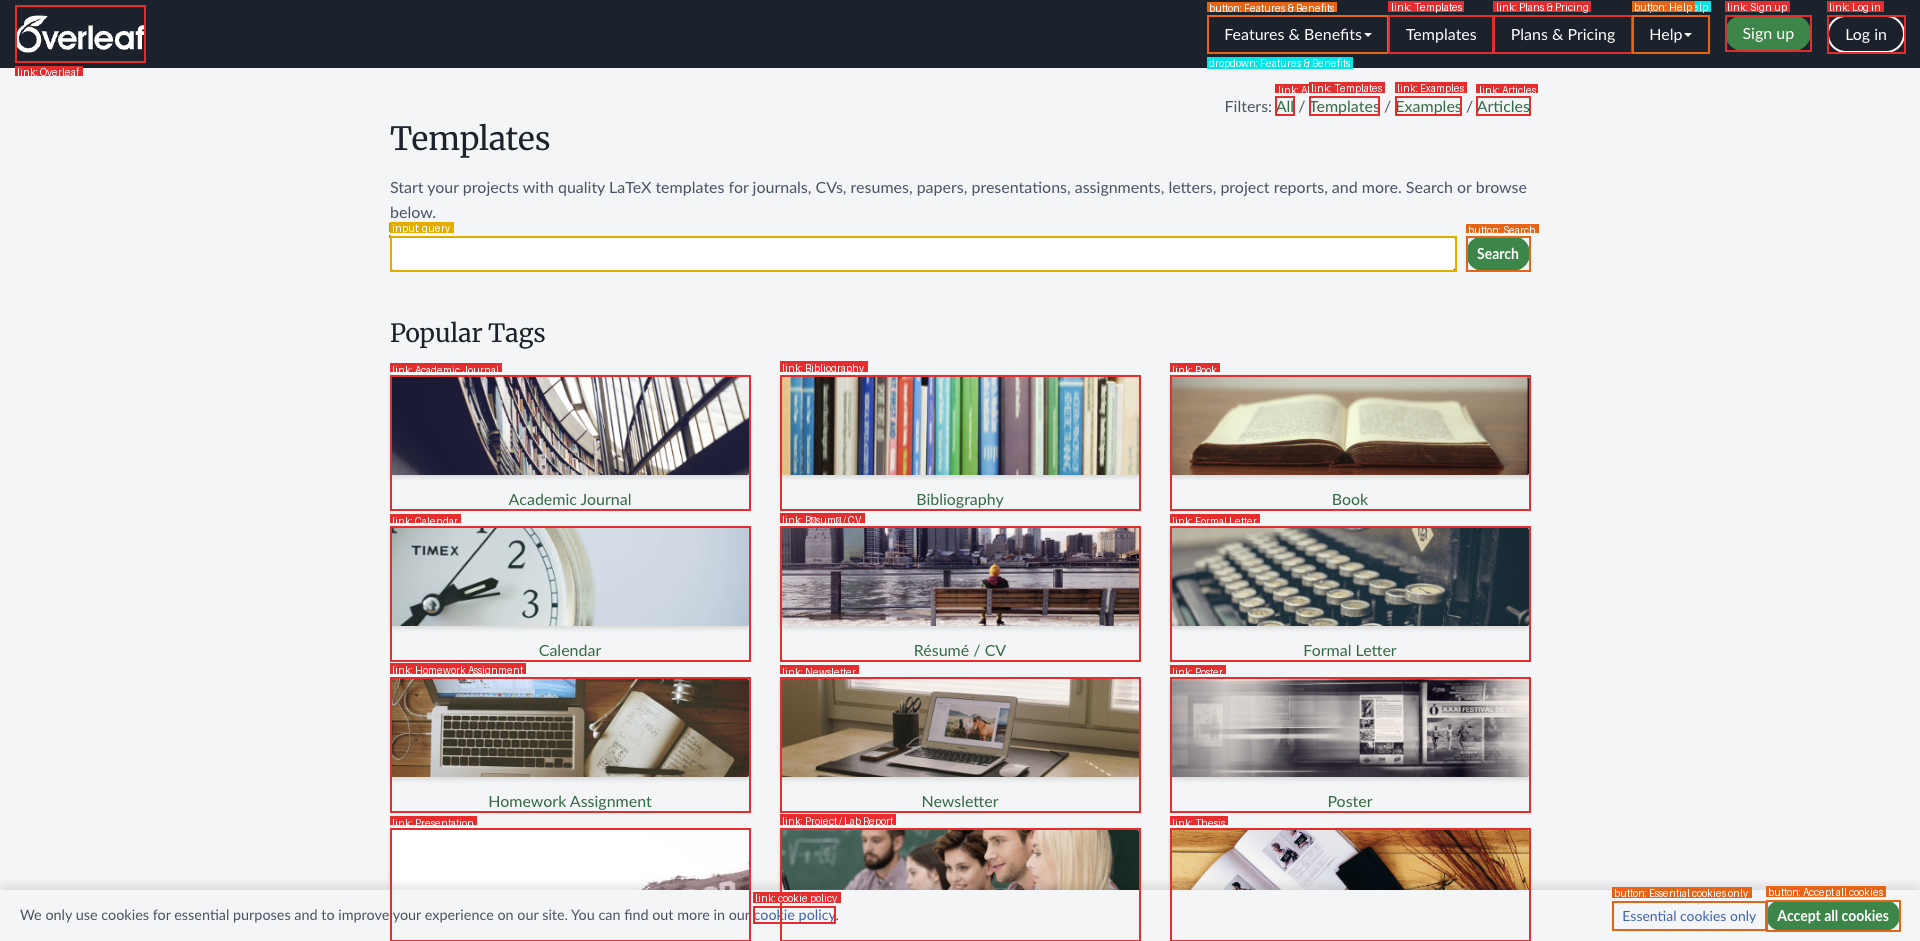 Overleaf
link: Overleaf
button: Features & Benefits
Features & Benefits
dropdown: Features & Benefits
link: Templates
Templates
link: Plans & Pricing
Plans & Pricing
button: Help
Help
link: Sign up
Sign up
link: Log in
Log in
link: Templates
link: Examples
link: Articles
Filters: All / Templates / Examples / Articles
Templates
Start your projects with quality LaTeX templates for journals, CVs, resumes, papers, presentations, assignments, letters, project reports, and more. Search or browse
below.
input: query
button: Search
Search
Popular Tags
link: Academic Journal
link: Bibliography
link: Book
Academic Journal
Bibliography
Book
link: Calendar
link: Formal Letter
TIMEX
2
3
Calendar
Résumé / CV
Formal Letter
link: Homework Assignment
link: Newsletter
link: Poster
XXXI FESTIVAL DE
Homework Assignment
Newsletter
Poster
link: Presentation
link: Project / Lab Report
link: Thesis
link: cookie policy
button: Essential cookies only
button: Accept all cookies
We only use cookies for essential purposes and to improve your experience on our site. You can find out more in our cookie policy.
Essential cookies only
Accept all cookies